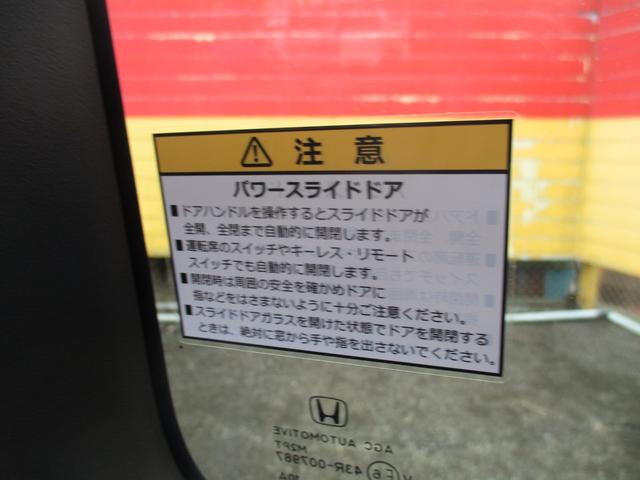 注意
パワースライドドア
■ドアハンドルを操作するとスライドドアが
全開、全閉まで自動的に開閉します。
■運転席のスイッチやキーレス・リモート
スイッチでも自動的に開閉します。
■開閉時は周囲の安全を確かめドアに
指などをはさまないように十分ご注意ください。
■スライドドアガラスを開けた状態でドアを開閉する
ときは、絶対に窓から手や指を出さないでください。
AGC AUTOMOTIVE
M2PT
43R-007987